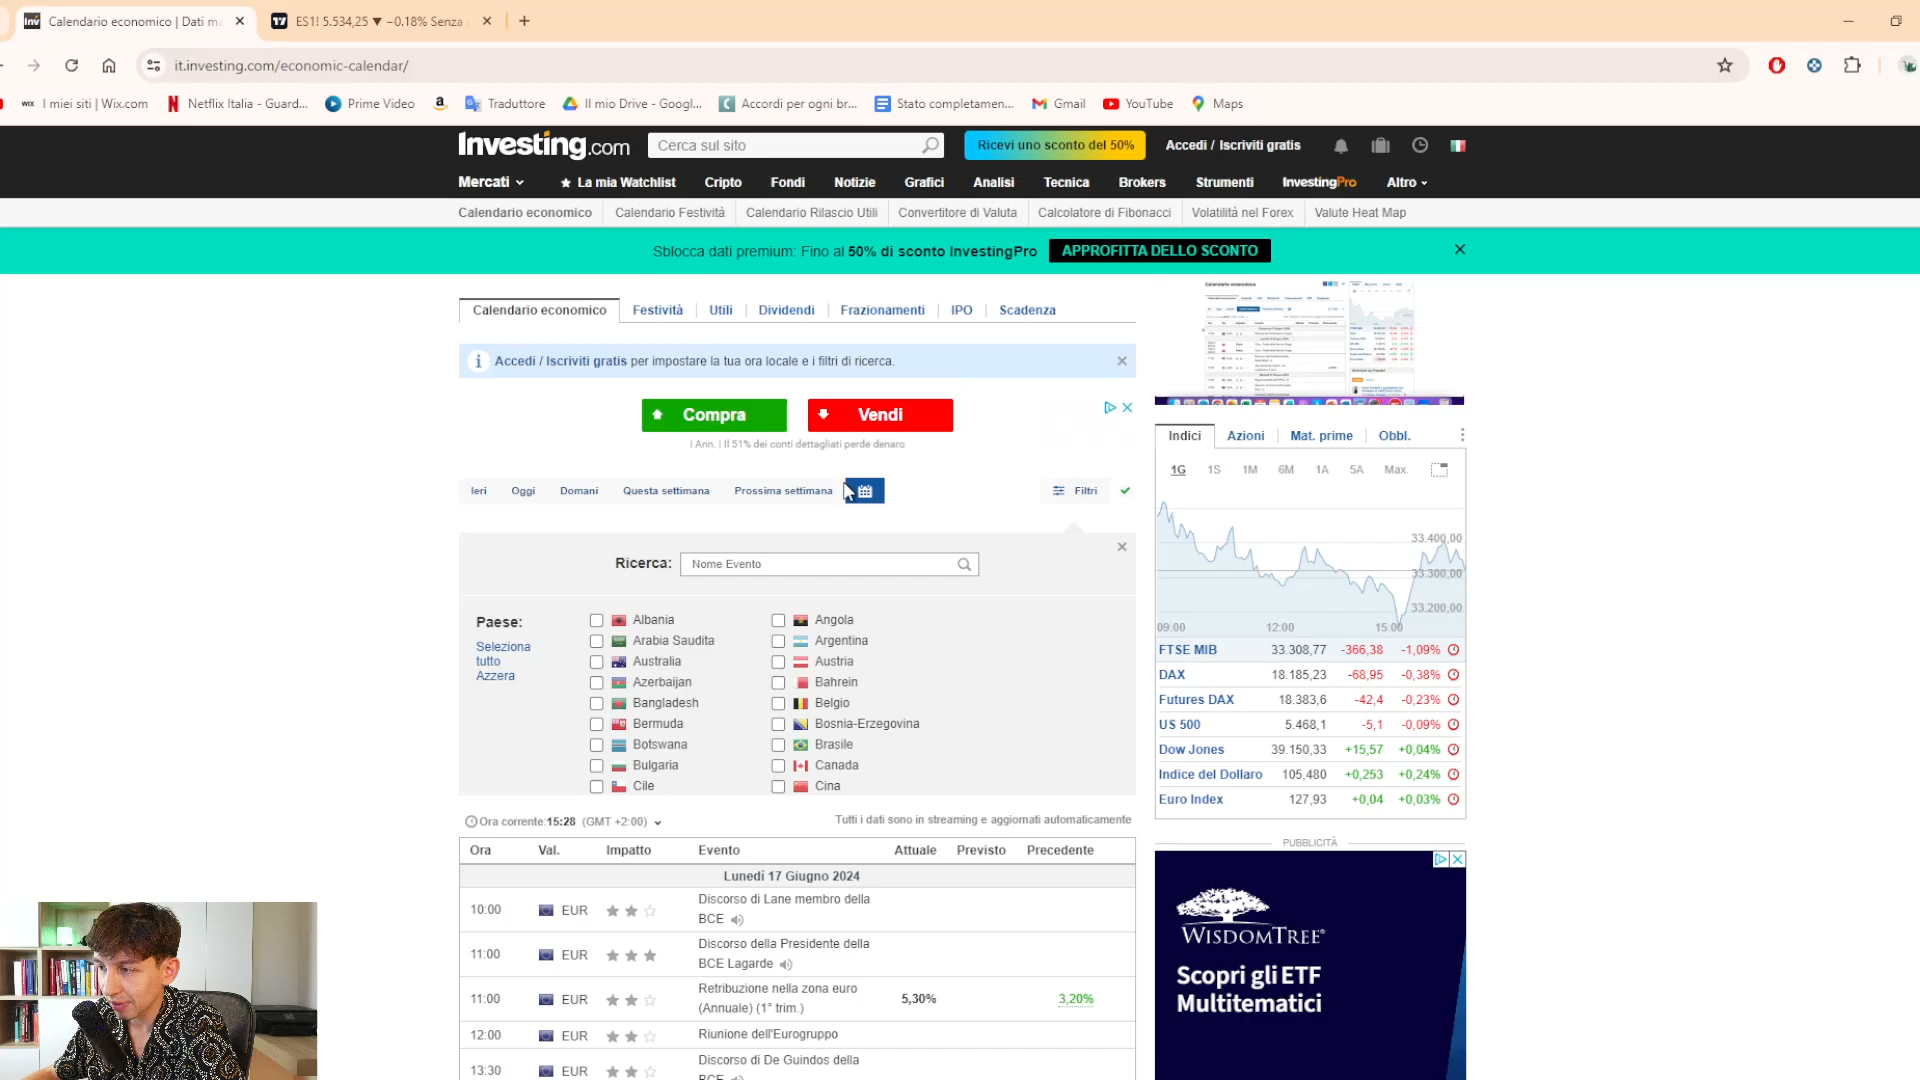 Calendario economico | Dati ma
ES1! 5.534,25 ▼ −0.18% Senza
it.investing.com/economic-calendar/
WIX I miei siti | Wix.com
Netflix Italia - Guard...
Prime Video
Traduttore
Il mio Drive - Googl...
Accordi per ogni br...
Stato completamen...
Gmail
YouTube
Maps
Investing.com
Cerca sul sito
Ricevi uno sconto del 50%
Accedi / Iscriviti gratis
Mercati
La mia Watchlist
Cripto
Fondi
Notizie
Grafici
Analisi
Tecnica
Brokers
Strumenti
InvestingPro
Altro
Calendario economico
Calendario Festività
Calendario Rilascio Utili
Convertitore di Valuta
Calcolatore di Fibonacci
Volatilità nel Forex
Valute Heat Map
Sblocca dati premium: Fino al 50% di sconto InvestingPro
APPROFITTA DELLO SCONTO
Calendario economico
Festività
Utili
Dividendi
Frazionamenti
IPO
Scadenza
Accedi / Iscriviti gratis per impostare la tua ora locale e i filtri di ricerca.
Compra
Vendi
| Ann. | Il 51% dei conti dettagliati perde denaro
Ieri
Oggi
Domani
Questa settimana
Prossima settimana
Filtri
Ricerca:
Nome Evento
Paese:
Seleziona
tutto
Azzera
Albania
Angola
Arabia Saudita
Argentina
Australia
Austria
Azerbaijan
Bahrein
Bangladesh
Belgio
Bermuda
Bosnia-Erzegovina
Botswana
Brasile
Bulgaria
Canada
Cile
Cina
Ora corrente:15:28 (GMT +2:00)
Tutti i dati sono in streaming e aggiornati automaticamente
Ora Val. Impatto Evento Attuale Previsto Precedente
Lunedì 17 Giugno 2024
10:00 EUR Discorso di Lane membro della
BCE
11:00 EUR Discorso della Presidente della
BCE Lagarde
11:00 EUR Retribuzione nella zona euro 5,30% 3,20%
(Annuale) (1° trim.)
12:00 EUR Riunione dell'Eurogruppo
13:30 EUR Discorso di De Guindos della
BCE
Indici
Azioni
Mat. prime
Obbl.
1G 1S 1M 6M 1A 5A Max.
33.400,00
33.300,00
33.200,00
09:00 12:00 15:00
FTSE MIB 33.308,77 -366,38 -1,09%
DAX 18.185,23 -68,95 -0,38%
Futures DAX 18.383,6 -42,4 -0,23%
US 500 5.468,1 -5,1 -0,09%
Dow Jones 39.150,33 +15,57 +0,04%
Indice del Dollaro 105,480 +0,253 +0,24%
Euro Index 127,93 +0,04 +0,03%
PUBBLICITÀ
WISDOMTREE
Scopri gli ETF
Multitematici